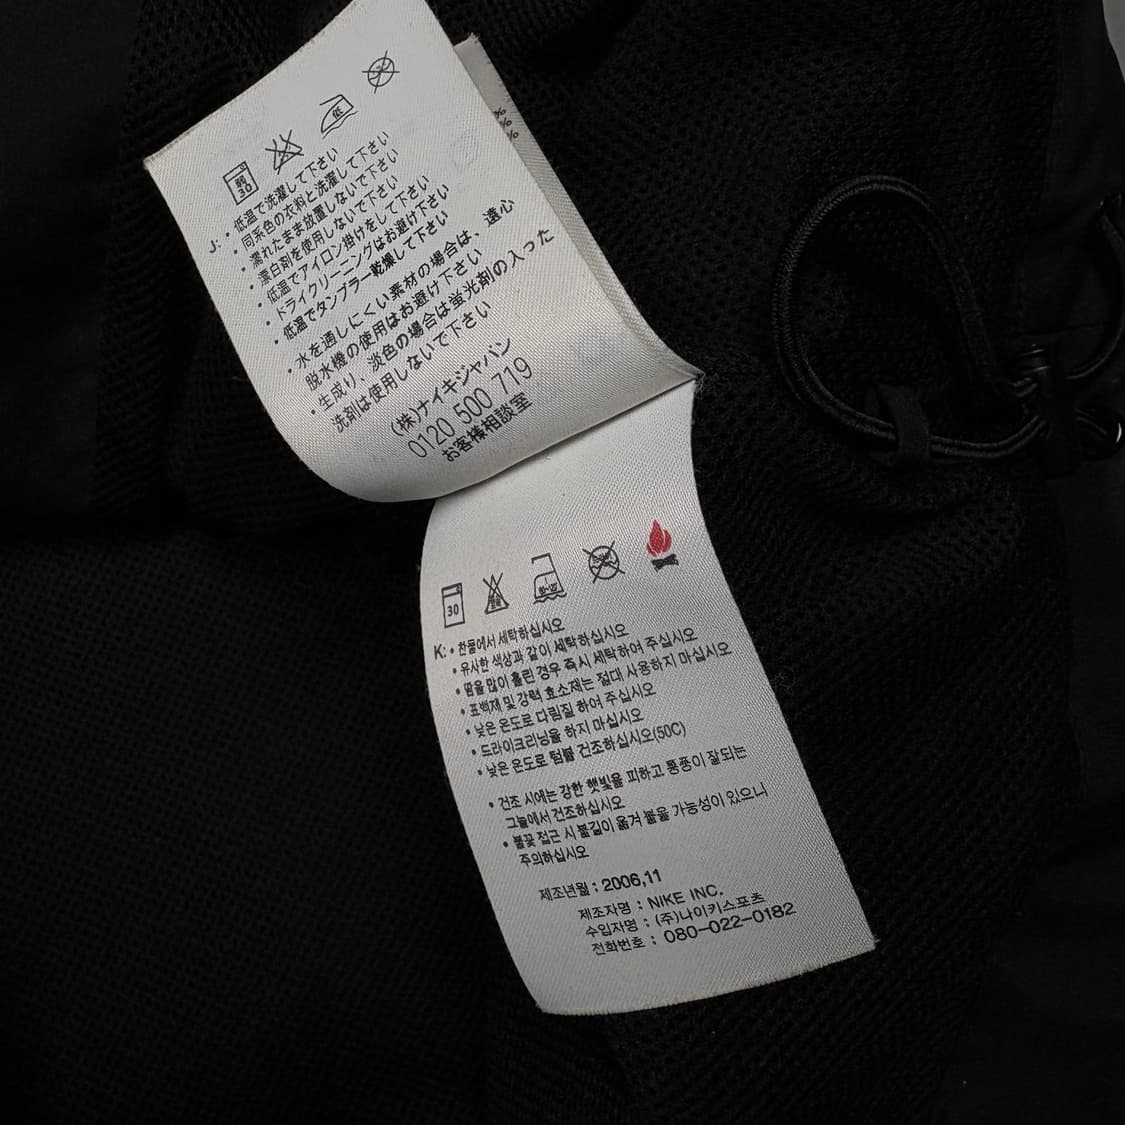 弱
30
低
J: • 低温で洗濯して下さい
• 同系色の衣料と洗濯して下さい
• 濡れたまま放置しないで下さい
• 漂白剤を使用しないで下さい
• 低温でアイロン掛けをして下さい
• ドライクリーニングはお避け下さい
• 低温でタンブラー乾燥して下さい
• 水を通しにくい素材の場合は、遠心
脱水機の使用はお避け下さい
• 生成り、淡色の場合は蛍光剤の入った
洗剤は使用しないで下さい
(株)ナイキジャパン
0120 500 719
お客様相談室
%
%
%
30
K: • 찬물에서 세탁하십시오
• 유사한 색상과 같이 세탁하십시오
• 땀을 많이 흘린 경우 즉시 세탁하여 주십시오
• 표백제 및 강력 효소제는 절대 사용하지 마십시오
• 낮은 온도로 다림질 하여 주십시오
• 드라이크리닝을 하지 마십시오
• 낮은 온도로 텀블 건조하십시오(50C)
• 건조 시에는 강한 햇빛을 피하고 통풍이 잘되는
그늘에서 건조하십시오
• 불꽃 접근 시 불길이 옮겨 붙을 가능성이 있으니
주의하십시오
제조년월 : 2006,11
제조자명 : NIKE INC.
수입자명 : (주)나이키스포츠
전화번호 : 080-022-0182